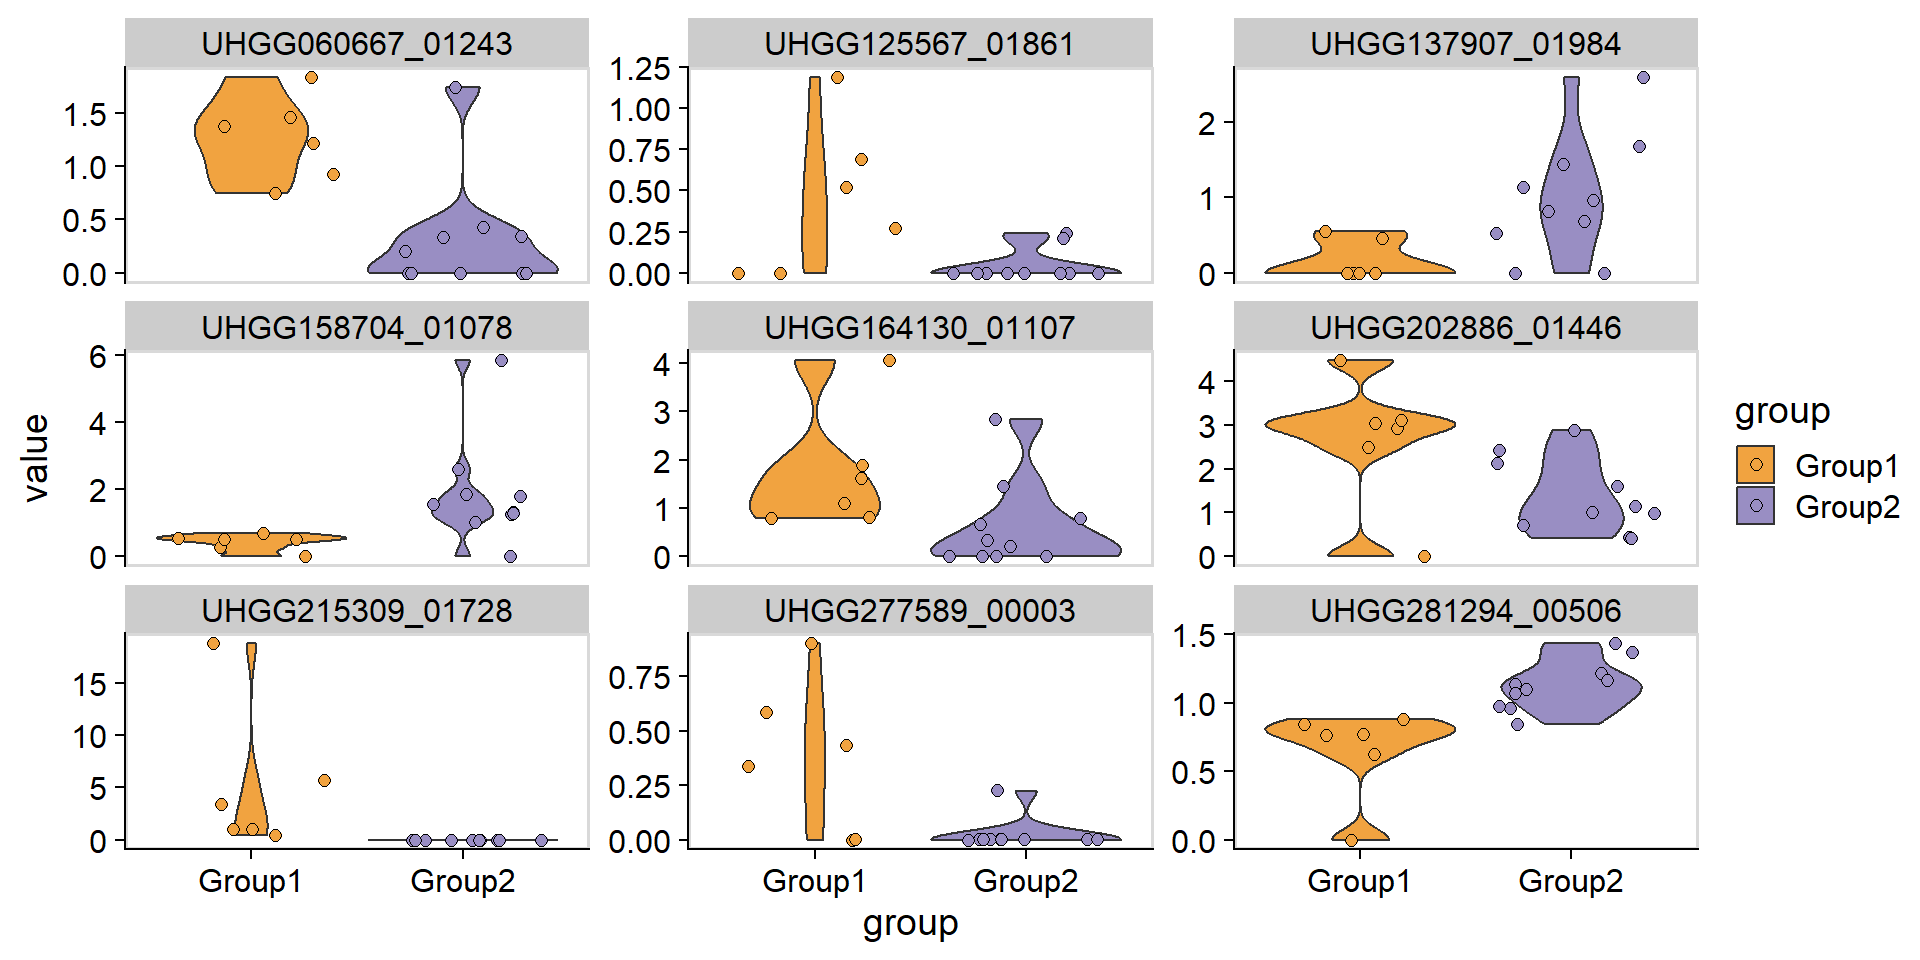 UHGG060667_01243
UHGG125567_01861
UHGG137907_01984
1.5
1.0
0.5
0.0
1.25
1.00
0.75
0.50
0.25
0.00
2
1
0
UHGG158704_01078
UHGG164130_01107
UHGG202886_01446
6
4
2
0
4
3
2
1
0
4
3
2
1
0
UHGG215309_01728
UHGG277589_00003
UHGG281294_00506
15
10
5
0
0.75
0.50
0.25
0.00
1.5
1.0
0.5
0.0
Group1
Group2
Group1
Group2
Group1
Group2
value
group
group
Group1
Group2